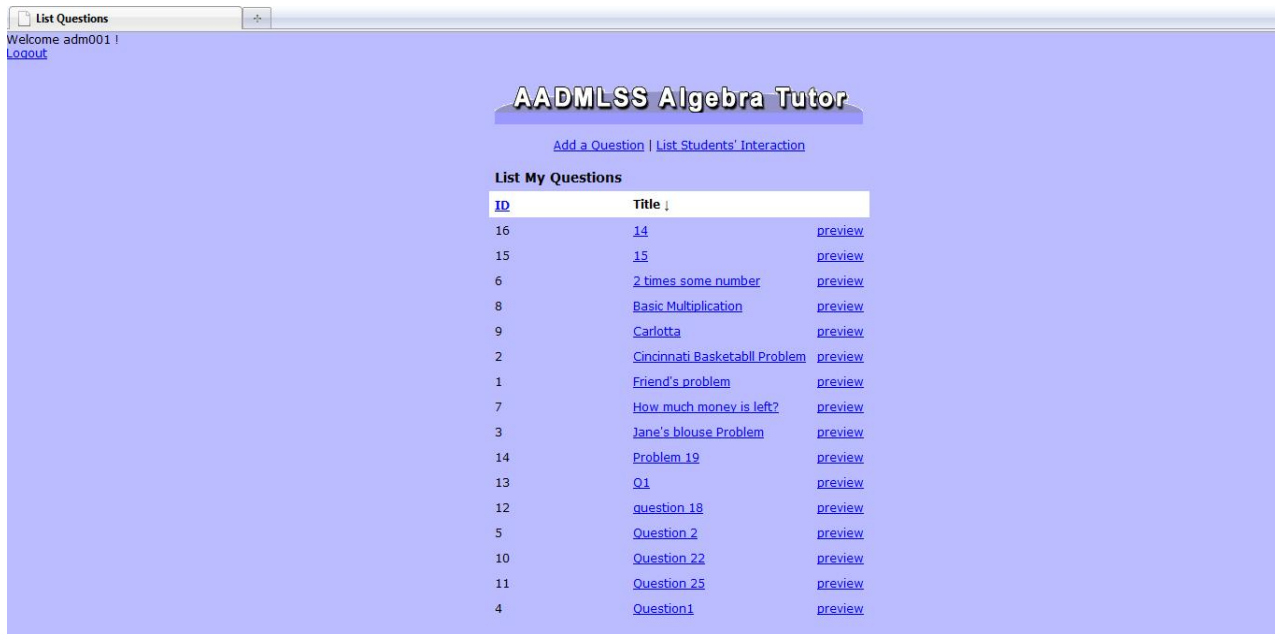 List Questions
Welcome adm001 !
Logout
AADMLSS Algebra Tutor
Add a Question | List Students' Interaction
List My Questions
ID Title ↓
16 14 preview
15 15 preview
6 2 times some number preview
8 Basic Multiplication preview
9 Carlotta preview
2 Cincinnati Basketabll Problem preview
1 Friend's problem preview
7 How much money is left? preview
3 Jane's blouse Problem preview
14 Problem 19 preview
13 Q1 preview
12 question 18 preview
5 Question 2 preview
10 Question 22 preview
11 Question 25 preview
4 Question1 preview